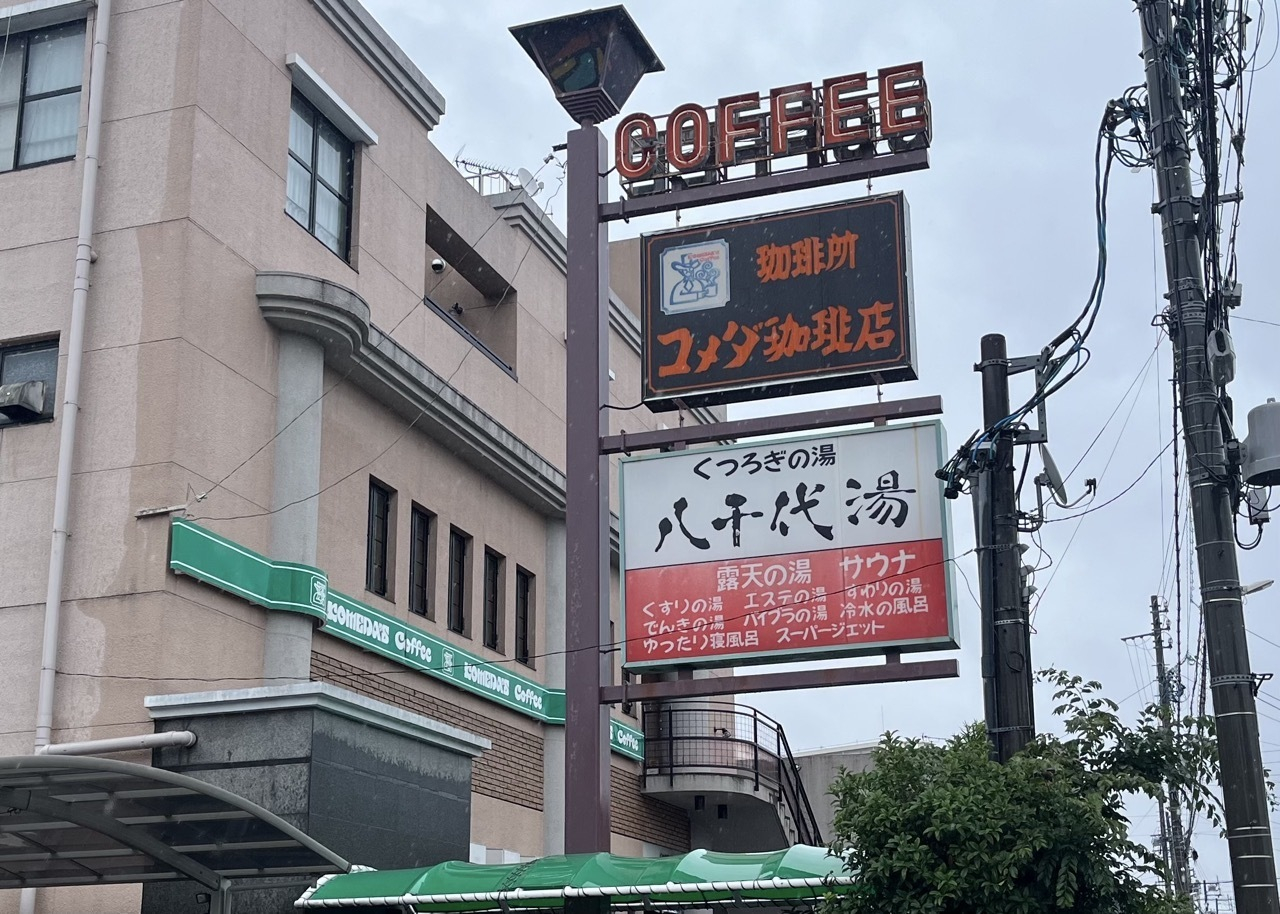 COFFEE
珈琲所
コメダ珈琲店
くつろぎの湯
八千代湯
露天の湯 サウナ
くすりの湯 エステの湯 すわりの湯
でんきの湯 バイブラの湯 冷水の風呂
ゆったり寝風呂 スーパージェット
KOMEDA'S Coffee
KOMEDA'S Coffee
Coffee